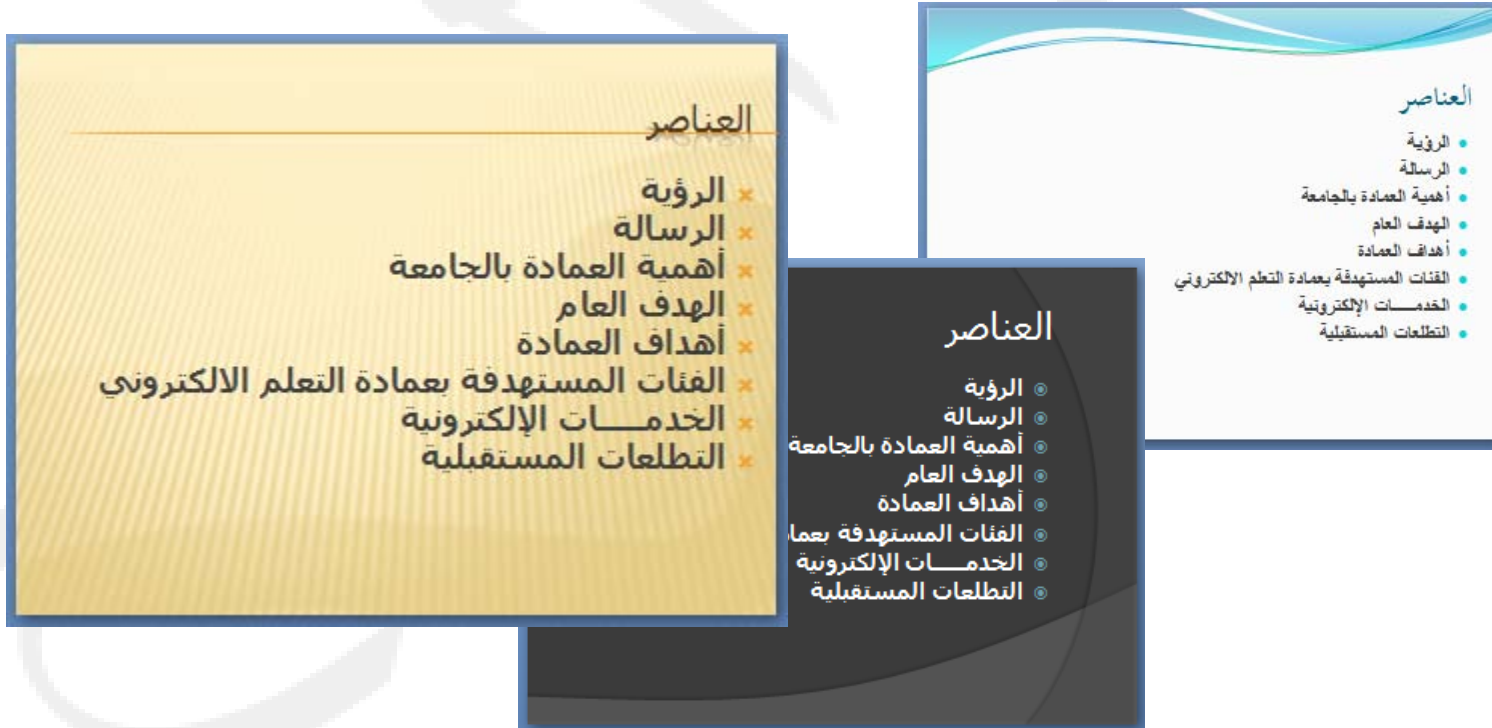 العناصر
الرؤية
الرسالة
أهمية العمادة بالجامعة
الهدف العام
أهداف العمادة
الفئات المستهدفة بعمادة التعلم الالكتروني
الخدمـــــات الإلكترونية
التطلعات المستقبلية
العناصر
الرؤية
الرسالة
أهمية العمادة بالجامعة
الهدف العام
أهداف العمادة
الفئات المستهدفة بعمادة التعلم الالكتروني
الخدمـــــات الإلكترونية
التطلعات المستقبلية
العناصر
الرؤية
الرسالة
أهمية العمادة بالجامعة
الهدف العام
أهداف العمادة
الفئات المستهدفة بعما
الخدمـــــات الإلكترونية
التطلعات المستقبلية